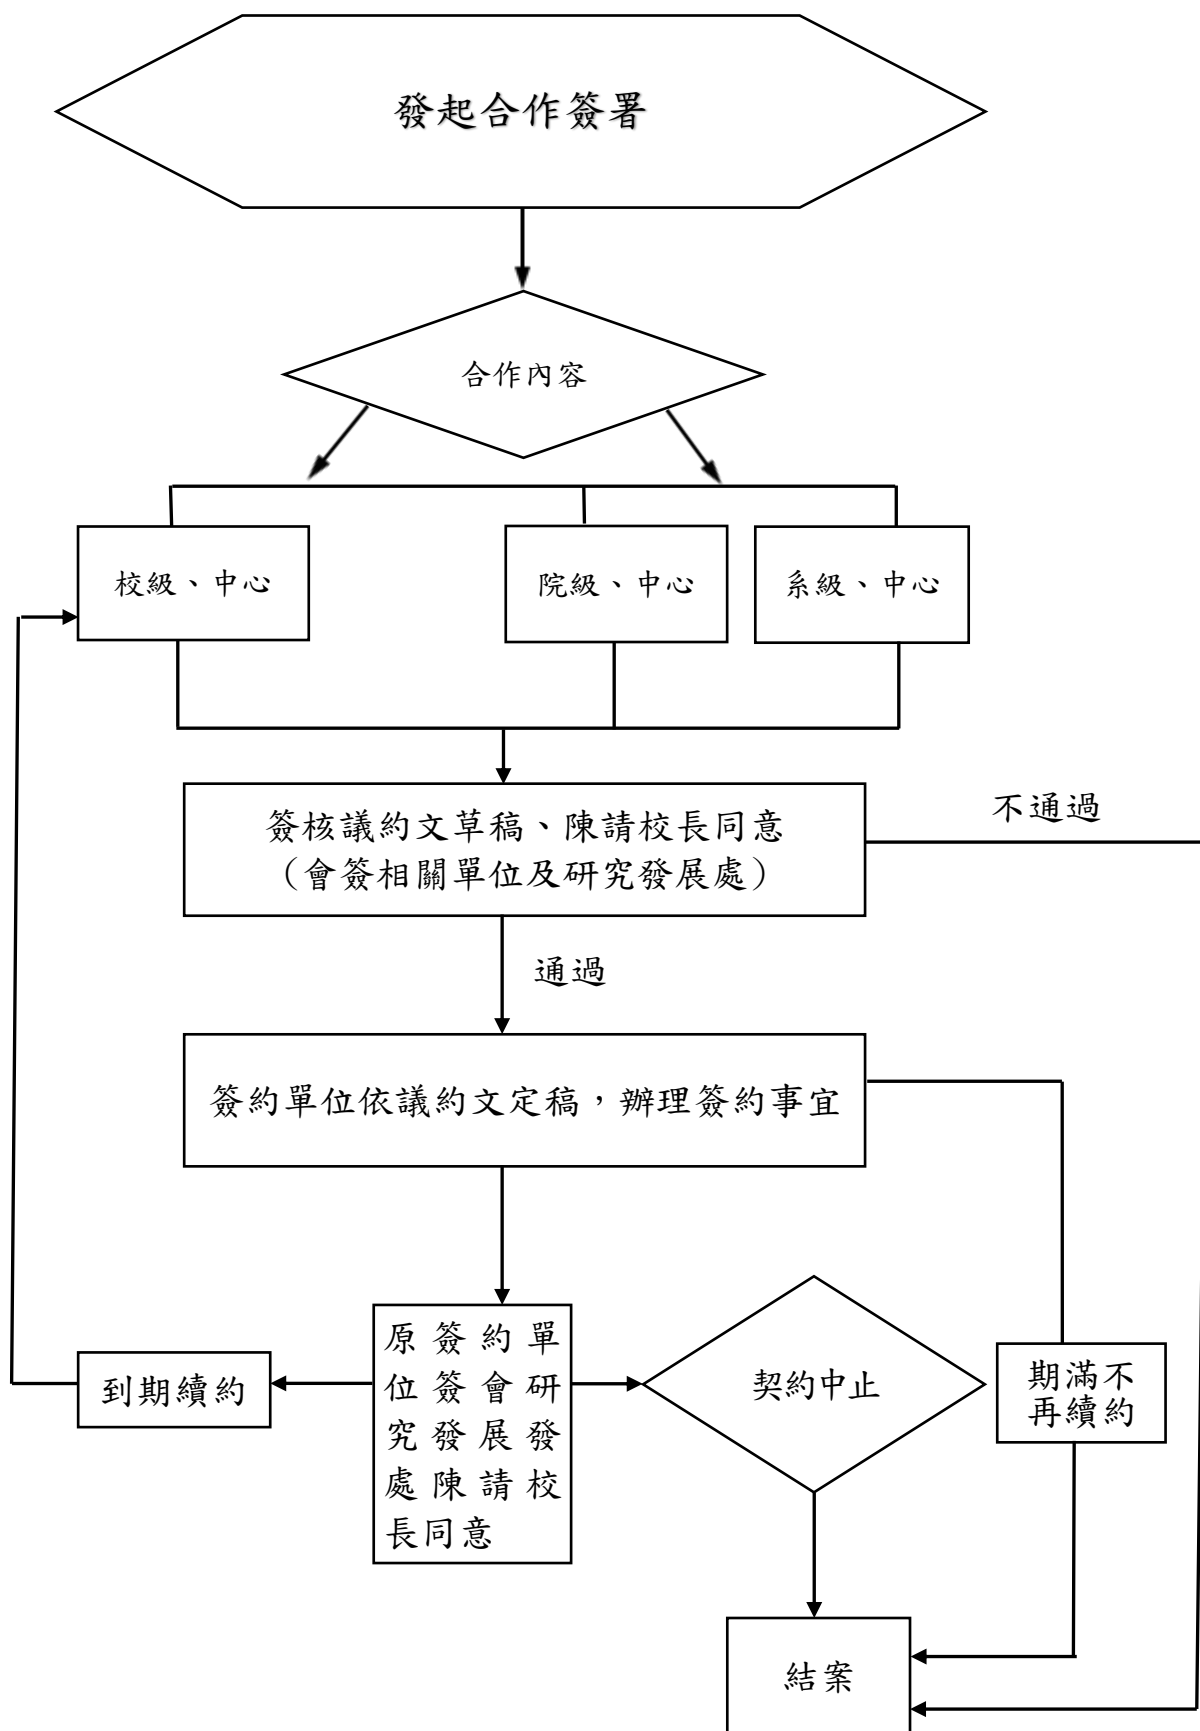 發起合作簽署
合作內容
校級、中心
院級、中心
系級、中心
簽核議約文草稿、陳請校長同意
（會簽相關單位及研究發展處）
不通過
通過
簽約單位依議約文定稿，辦理簽約事宜
到期續約
原簽約單
位簽會研
究發展發
處陳請校
長同意
契約中止
期滿不
再續約
結案